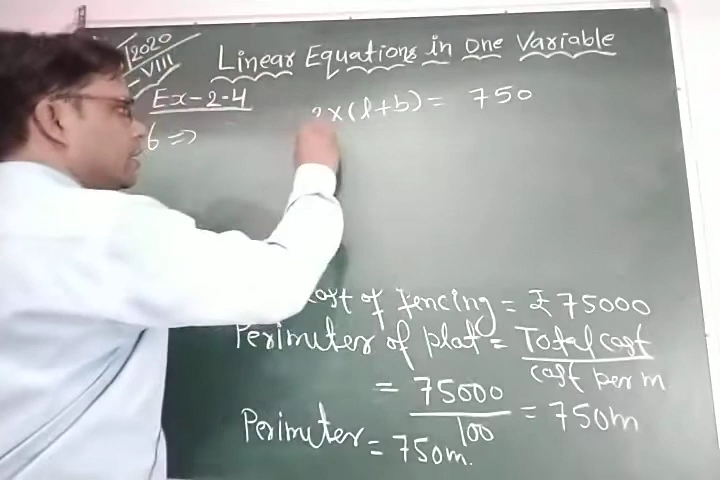 2020
VIII
Linear Equations in One Variable
Ex-2.4
6 ⇒ 2×(l+b) = 750
Cost of fencing = ₹75000
Perimeter of plot = Total cost
cost per m
= 75000
100
= 750m
Perimeter = 750m.